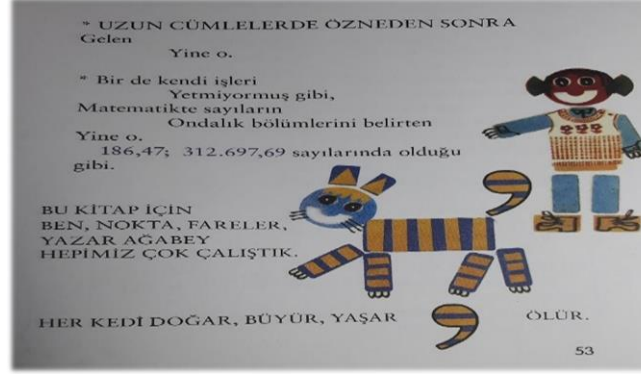 * UZUN CÜMLELERDE ÖZNEDEN SONRA
Gelen
Yine o.
* Bir de kendi işleri
Yetmiyormuş gibi,
Matematikte sayıların
Ondalık bölümlerini belirten
Yine o.
186,47; 312.697,69 sayılarında olduğu
gibi.
BU KİTAP İÇİN
BEN, NOKTA, FARELER,
YAZAR AĞABEY
HEPİMİZ ÇOK ÇALIŞTIK.
HER KEDİ DOĞAR, BÜYÜR, YAŞAR , ÖLÜR.
53